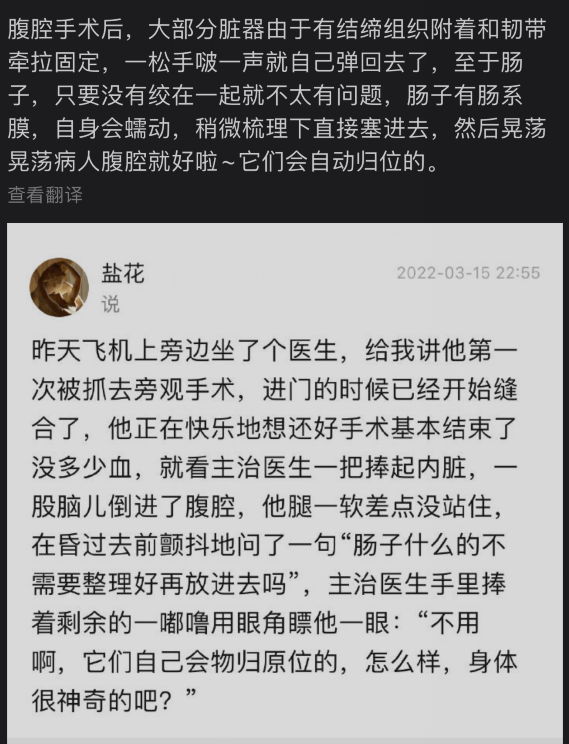 腹腔手术后，大部分脏器由于有结缔组织附着和韧带
牵拉固定，一松手啵一声就自己弹回去了，至于肠
子，只要没有绞在一起就不太有问题，肠子有肠系
膜，自身会蠕动，稍微梳理下直接塞进去，然后晃荡
晃荡病人腹腔就好啦~它们会自动归位的。
查看翻译
盐花
2022-03-15 22:55
说
昨天飞机上旁边坐了个医生，给我讲他第一
次被抓去旁观手术，进门的时候已经开始缝
合了，他正在快乐地想还好手术基本结束了
没多少血，就看主治医生一把捧起内脏，一
股脑儿倒进了腹腔，他腿一软差点没站住，
在昏过去前颤抖地问了一句“肠子什么的不
需要整理好再放进去吗”，主治医生手里捧
着剩余的一嘟噜用眼角瞟他一眼：“不用
啊，它们自己会物归原位的，怎么样，身体
很神奇的吧？”